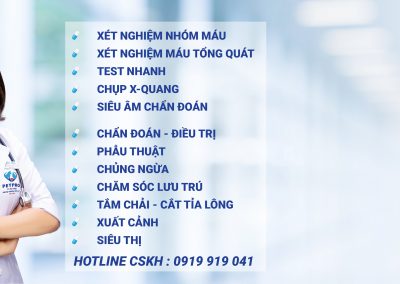 XÉT NGHIỆM NHÓM MÁU
XÉT NGHIỆM MÁU TỔNG QUÁT
TEST NHANH
CHỤP X-QUANG
SIÊU ÂM CHẨN ĐOÁN
CHẨN ĐOÁN - ĐIỀU TRỊ
PHẪU THUẬT
CHỦNG NGỪA
CHĂM SÓC LƯU TRÚ
TẮM CHẢI - CẮT TỈA LÔNG
XUẤT CẢNH
SIÊU THỊ
HOTLINE CSKH : 0919 919 041
PETPRO